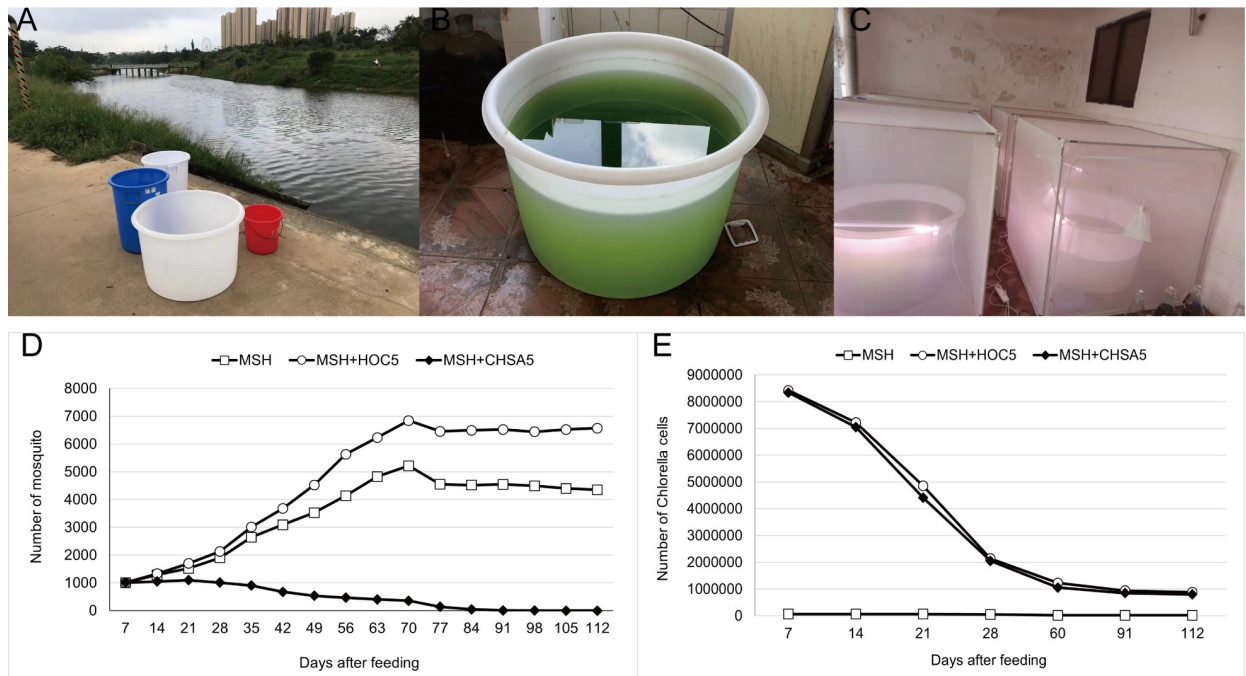 A
B
C
D
MSH MSH+HOC5 MSH+CHSA5
Number of mosquito
8000
7000
6000
5000
4000
3000
2000
1000
0
7 14 21 28 35 42 49 56 63 70 77 84 91 98 105 112
Days after feeding
E
MSH MSH+HOC5 MSH+CHSA5
Number of Chlorella cells
9000000
8000000
7000000
6000000
5000000
4000000
3000000
2000000
1000000
0
7 14 21 28 60 91 112
Days after feeding